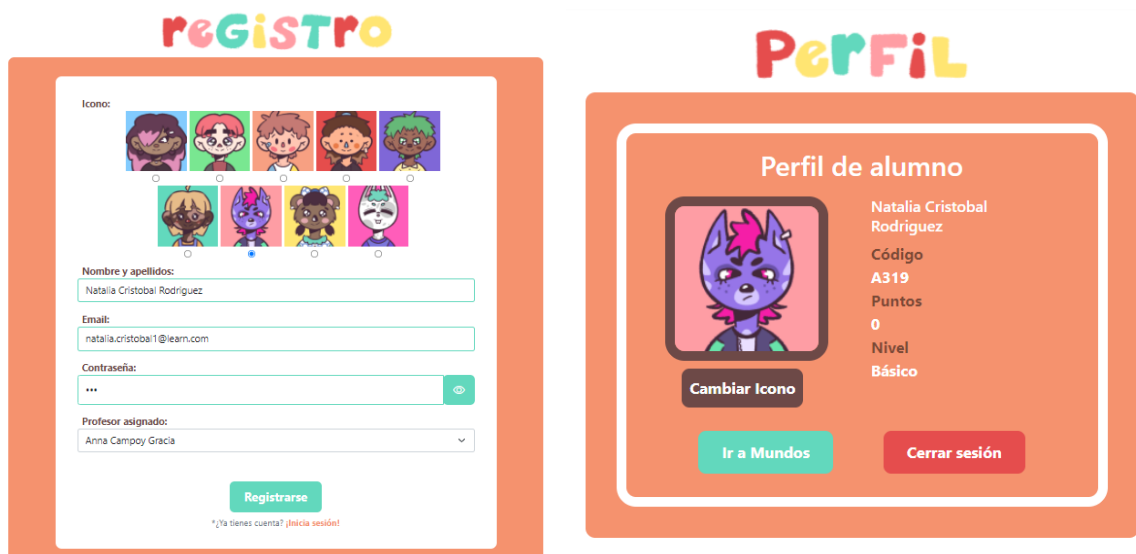 reGiSTro
Icono:
Nombre y apellidos:
Natalia Cristobal Rodriguez
Email:
natalia.cristobal1@learn.com
Contraseña:
•••
Profesor asignado:
Anna Campoy Gracia
Registrarse
*¿Ya tienes cuenta? ¡Inicia sesión!
PerFiL
Perfil de alumno
Natalia Cristobal
Rodriguez
Código
A319
Puntos
0
Nivel
Básico
Cambiar Icono
Ir a Mundos
Cerrar sesión